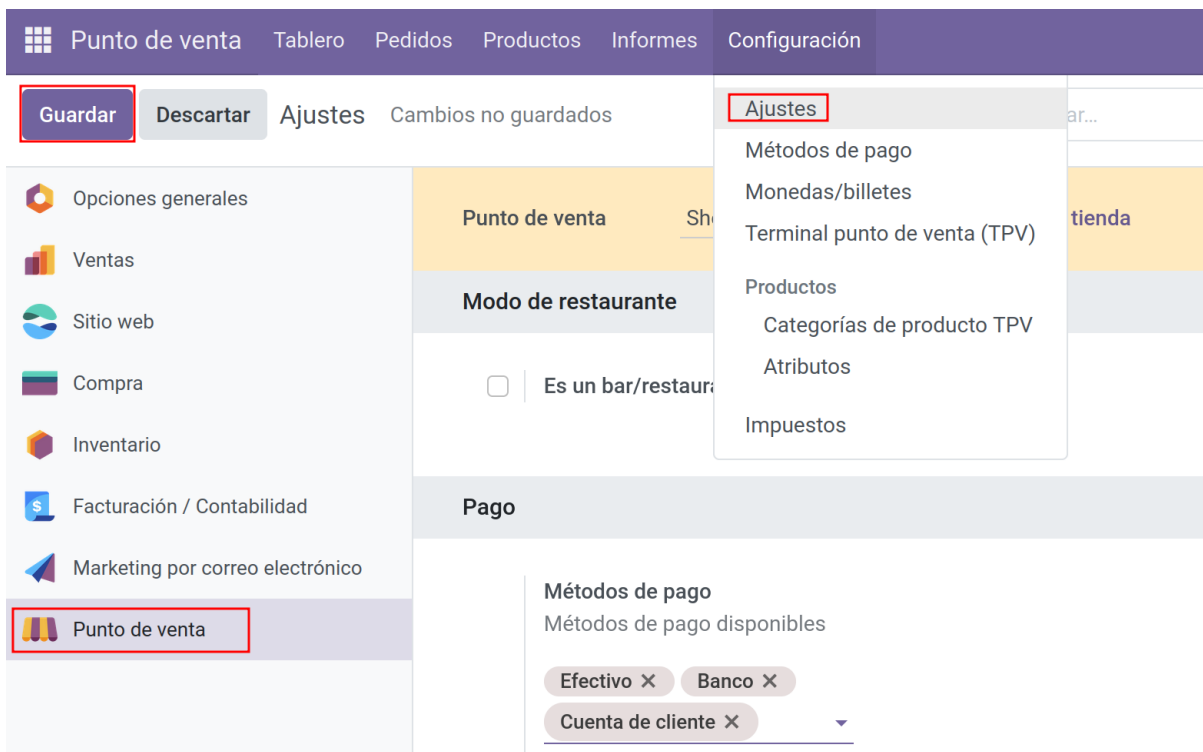 Punto de venta Tablero Pedidos Productos Informes Configuración
Guardar Descartar Ajustes Cambios no guardados
Ajustes
Métodos de pago
Monedas/billetes
Terminal punto de venta (TPV)
Productos
Categorías de producto TPV
Atributos
Impuestos
Opciones generales
Ventas
Sitio web
Compra
Inventario
Facturación / Contabilidad
Marketing por correo electrónico
Punto de venta
Punto de venta tienda
Modo de restaurante
Es un
Pago
Métodos de pago
Métodos de pago disponibles
Efectivo Banco
Cuenta de cliente